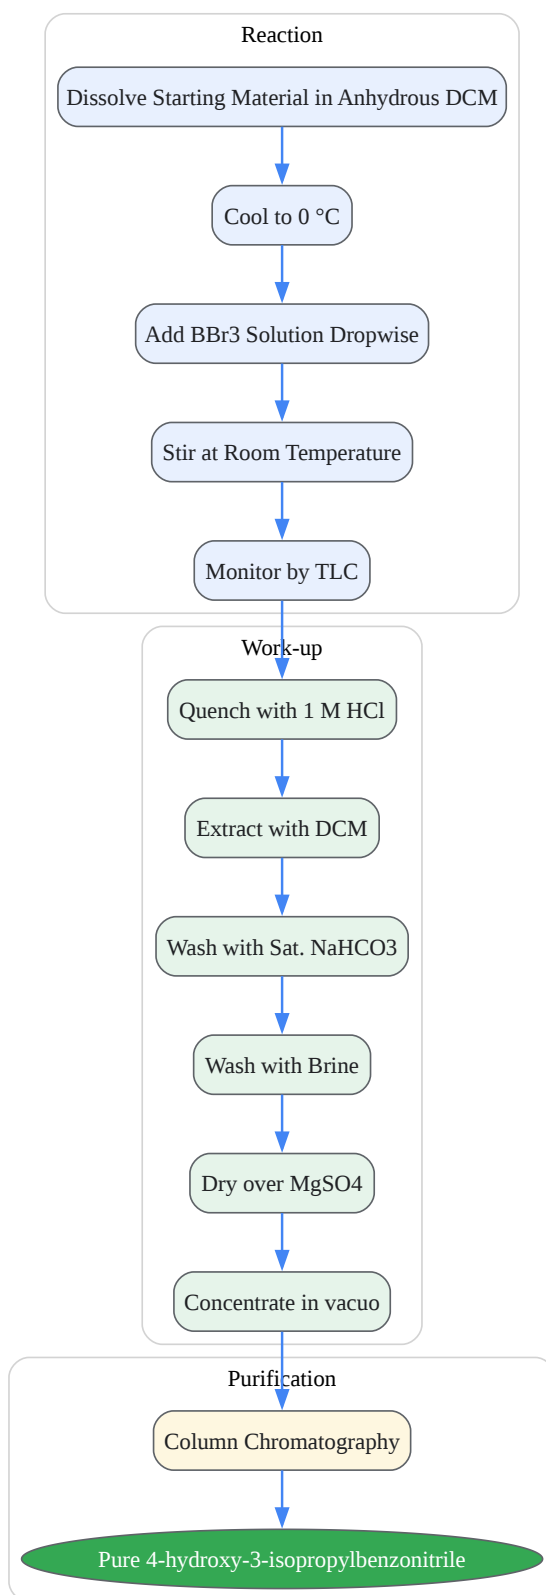 Reaction
Dissolve Starting Material in Anhydrous DCM
Cool to 0 °C
Add BBr3 Solution Dropwise
Stir at Room Temperature
Monitor by TLC
Work-up
Quench with 1 M HCl
Extract with DCM
Wash with Sat. NaHCO3
Wash with Brine
Dry over MgSO4
Concentrate in vacuo
Purification
Column Chromatography
Pure 4-hydroxy-3-isopropylbenzonitrile